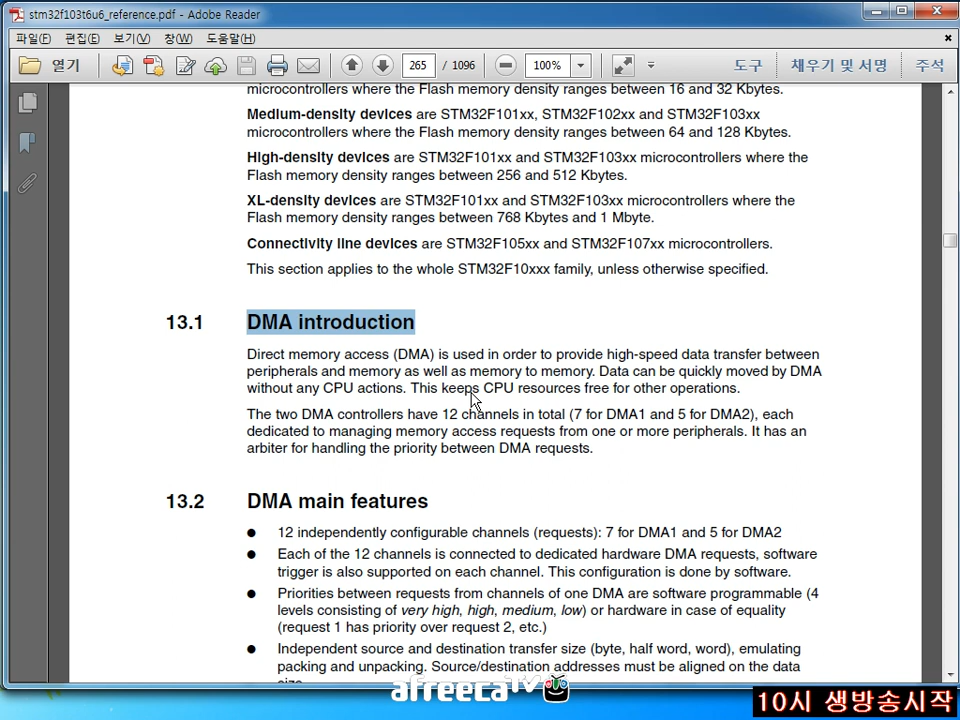 stm32f103t6u6_reference.pdf - Adobe Reader
파일(F) 편집(E) 보기(V) 창(W) 도움말(H)
열기 265 / 1096 100% 도구 채우기 및 서명 주석
microcontrollers where the Flash memory density ranges between 16 and 32 Kbytes.
Medium-density devices are STM32F101xx, STM32F102xx and STM32F103xx
microcontrollers where the Flash memory density ranges between 64 and 128 Kbytes.
High-density devices are STM32F101xx and STM32F103xx microcontrollers where the
Flash memory density ranges between 256 and 512 Kbytes.
XL-density devices are STM32F101xx and STM32F103xx microcontrollers where the
Flash memory density ranges between 768 Kbytes and 1 Mbyte.
Connectivity line devices are STM32F105xx and STM32F107xx microcontrollers.
This section applies to the whole STM32F10xxx family, unless otherwise specified.
13.1 DMA introduction
Direct memory access (DMA) is used in order to provide high-speed data transfer between
peripherals and memory as well as memory to memory. Data can be quickly moved by DMA
without any CPU actions. This keeps CPU resources free for other operations.
The two DMA controllers have 12 channels in total (7 for DMA1 and 5 for DMA2), each
dedicated to managing memory access requests from one or more peripherals. It has an
arbiter for handling the priority between DMA requests.
13.2 DMA main features
● 12 independently configurable channels (requests): 7 for DMA1 and 5 for DMA2
● Each of the 12 channels is connected to dedicated hardware DMA requests, software
trigger is also supported on each channel. This configuration is done by software.
● Priorities between requests from channels of one DMA are software programmable (4
levels consisting of very high, high, medium, low) or hardware in case of equality
(request 1 has priority over request 2, etc.)
● Independent source and destination transfer size (byte, half word, word), emulating
packing and unpacking. Source/destination addresses must be aligned on the data
size.
afreecaTV
10시 생방송시작